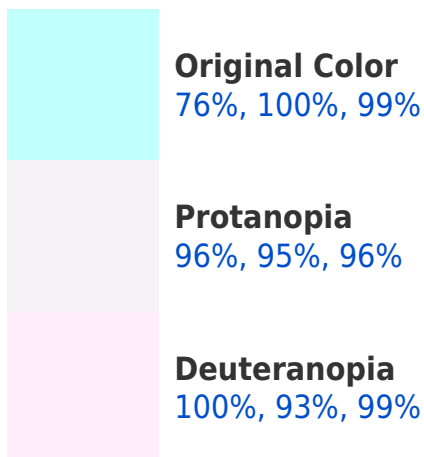 Original Color
76%, 100%, 99%
Protanopia
96%, 95%, 96%
Deuteranopia
100%, 93%, 99%